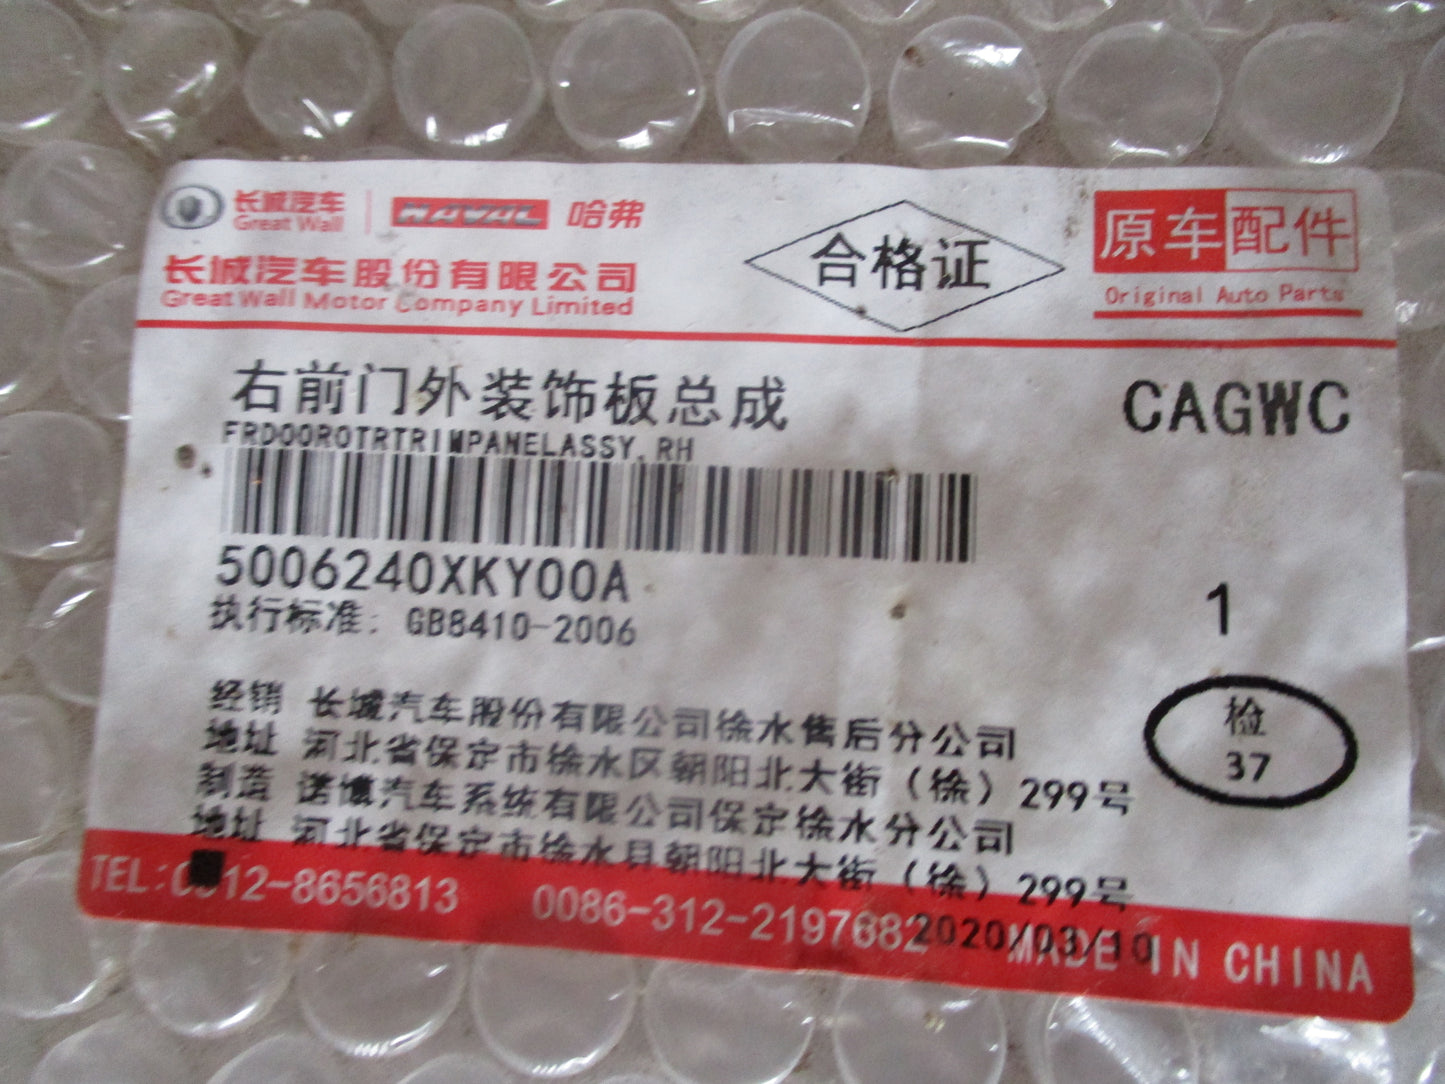 长城汽车 HAVAL 哈弗
Great Wall
长城汽车股份有限公司
Great Wall Motor Company Limited
合格证
原车配件
Original Auto Parts
右前门外装饰板总成
CAGWC
FRDOOROTRTRIMPANELASSY,RH
5006240XKY00A
1
执行标准: GB8410-2006
检
37
经销 长城汽车股份有限公司徐水售后分公司
地址 河北省保定市徐水区朝阳北大街（徐）299号
制造 诺博汽车系统有限公司保定徐水分公司
地址 河北省保定市徐水县朝阳北大街（徐）299号
TEL:0312-8656813 0086-312-2197682
2020/03/10
MADE IN CHINA